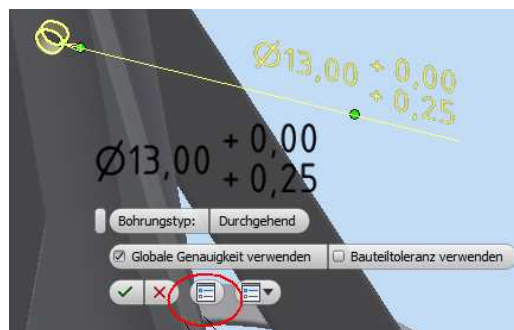 Ø13,00 + 0,00
+ 0,25
Ø13,00 + 0,00
+ 0,25
Bohrungstyp: Durchgehend
Globale Genauigkeit verwenden Bauteiltoleranz verwenden